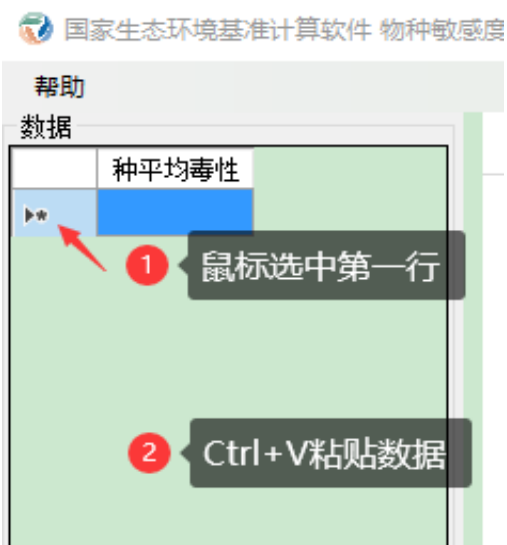 国家生态环境基准计算软件 物种敏感度
帮助
数据
种平均毒性
1 鼠标选中第一行
2 Ctrl+V粘贴数据